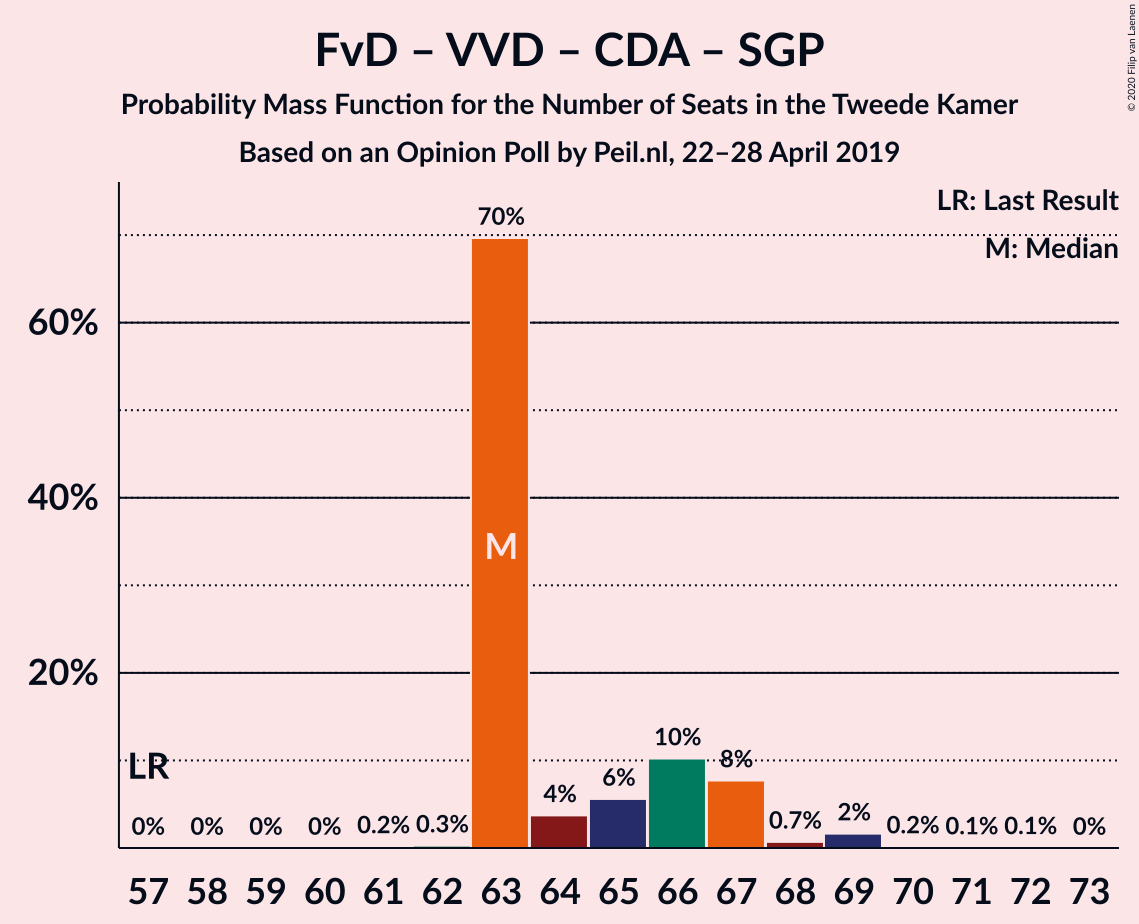 FvD – VVD – CDA – SGP
Probability Mass Function for the Number of Seats in the Tweede Kamer
Based on an Opinion Poll by Peil.nl, 22–28 April 2019
© 2020 Filip van Laenen
LR: Last Result
M: Median
60%
40%
20%
LR
M
0% 0% 0% 0% 0.2% 0.3% 70% 4% 6% 10% 8% 0.7% 2% 0.2% 0.1% 0.1% 0%
57 58 59 60 61 62 63 64 65 66 67 68 69 70 71 72 73